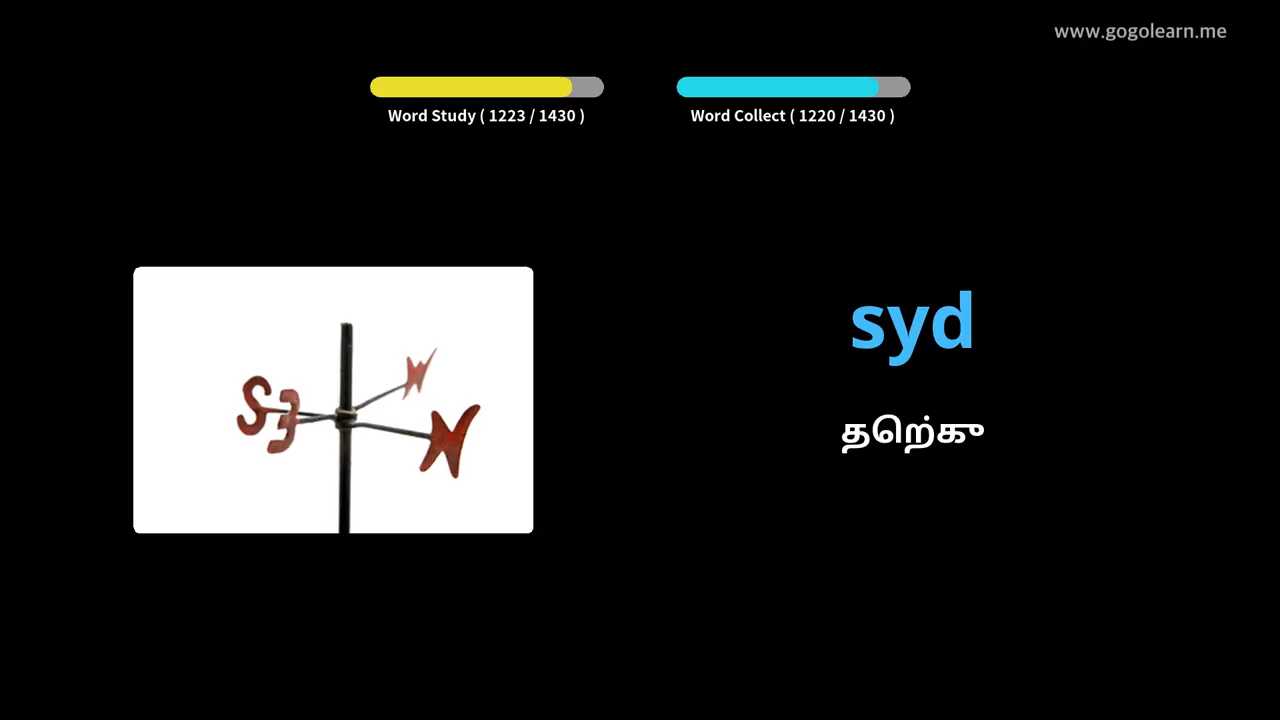 www.gogolearn.me
Word Study ( 1223 / 1430 )
Word Collect ( 1220 / 1430 )
S E N
syd
தறெ்கு